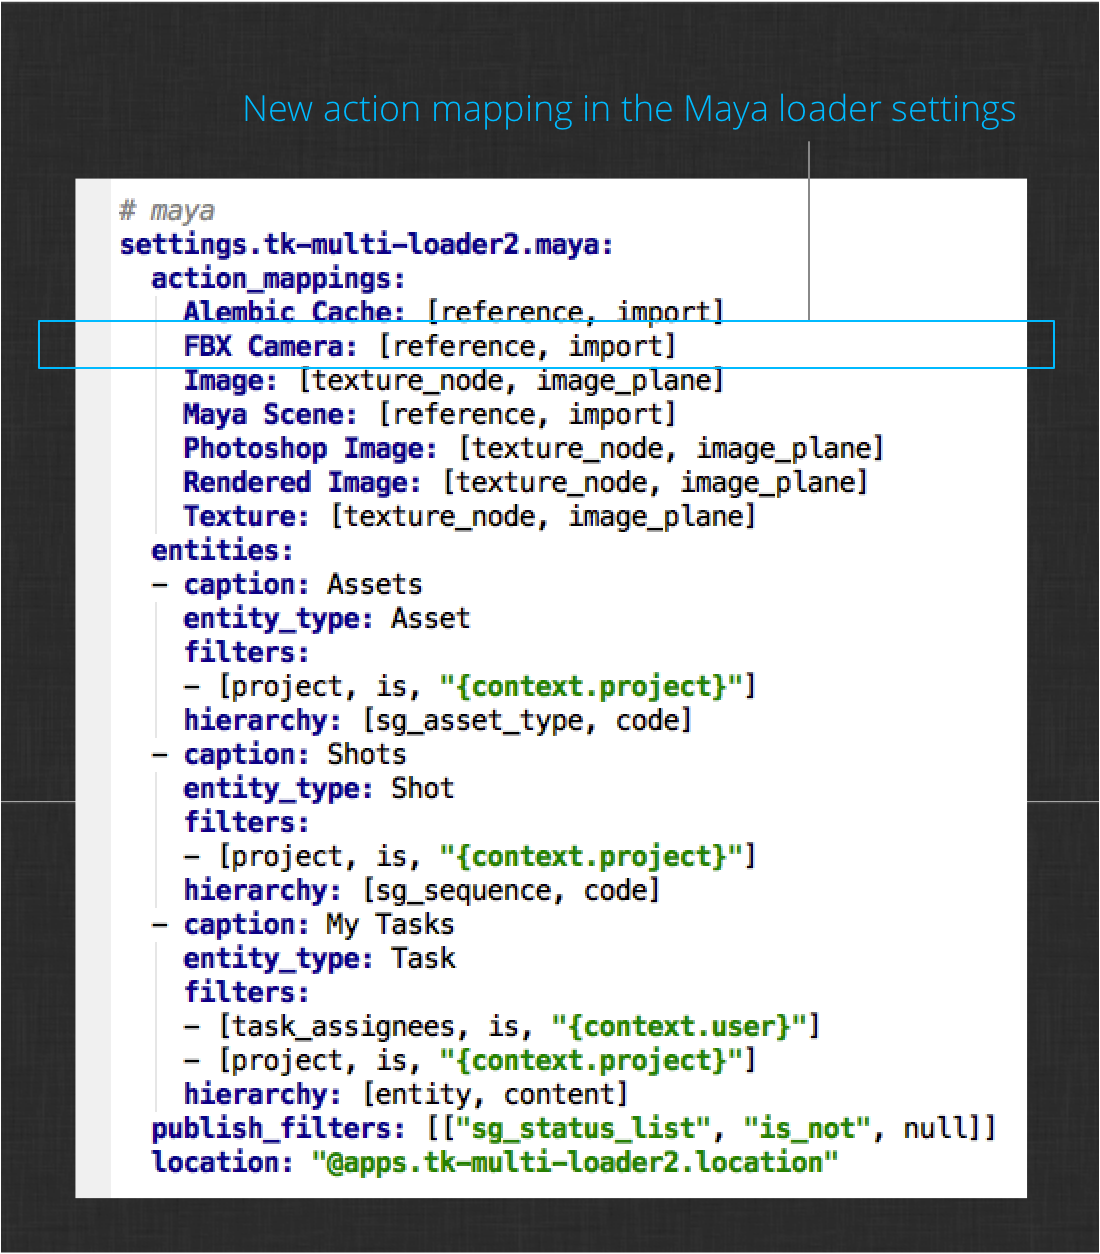 New action mapping in the Maya loader settings
# maya
settings.tk-multi-loader2.maya:
action_mappings:
Alembic Cache: [reference, import]
FBX Camera: [reference, import]
Image: [texture_node, image_plane]
Maya Scene: [reference, import]
Photoshop Image: [texture_node, image_plane]
Rendered Image: [texture_node, image_plane]
Texture: [texture_node, image_plane]
entities:
- caption: Assets
entity_type: Asset
filters:
- [project, is, "{context.project}"]
hierarchy: [sg_asset_type, code]
- caption: Shots
entity_type: Shot
filters:
- [project, is, "{context.project}"]
hierarchy: [sg_sequence, code]
- caption: My Tasks
entity_type: Task
filters:
- [task_assignees, is, "{context.user}"]
- [project, is, "{context.project}"]
hierarchy: [entity, content]
publish_filters: [["sg_status_list", "is_not", null]]
location: "@apps.tk-multi-loader2.location"